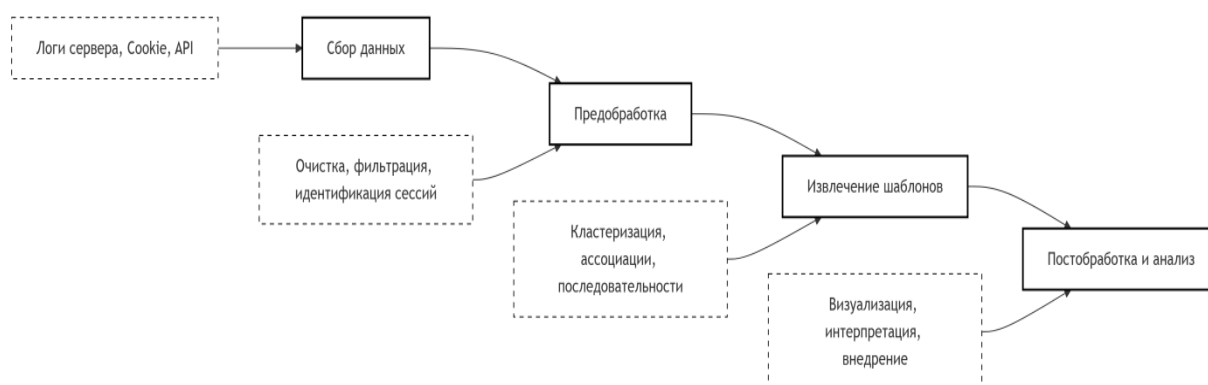 Логи сервера, Cookie, API
Сбор данных
Предобработка
Очистка, фильтрация,
идентификация сессий
Извлечение шаблонов
Кластеризация,
ассоциации,
последовательности
Постобработка и анализ
Визуализация,
интерпретация,
внедрение